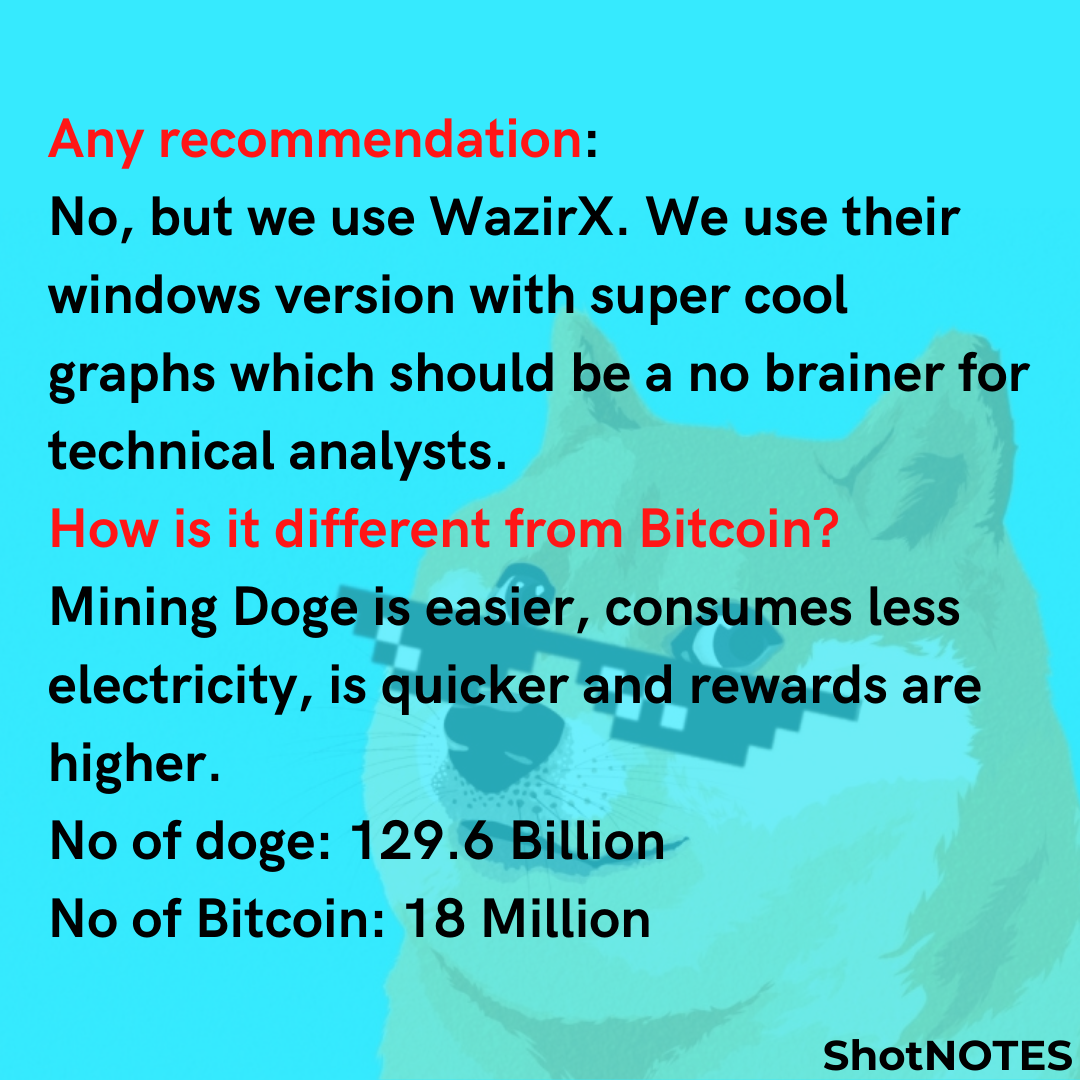 Any recommendation:
No, but we use WazirX. We use their
windows version with super cool
graphs which should be a no brainer for
technical analysts.
How is it different from Bitcoin?
Mining Doge is easier, consumes less
electricity, is quicker and rewards are
higher.
No of doge: 129.6 Billion
No of Bitcoin: 18 Million
ShotNOTES